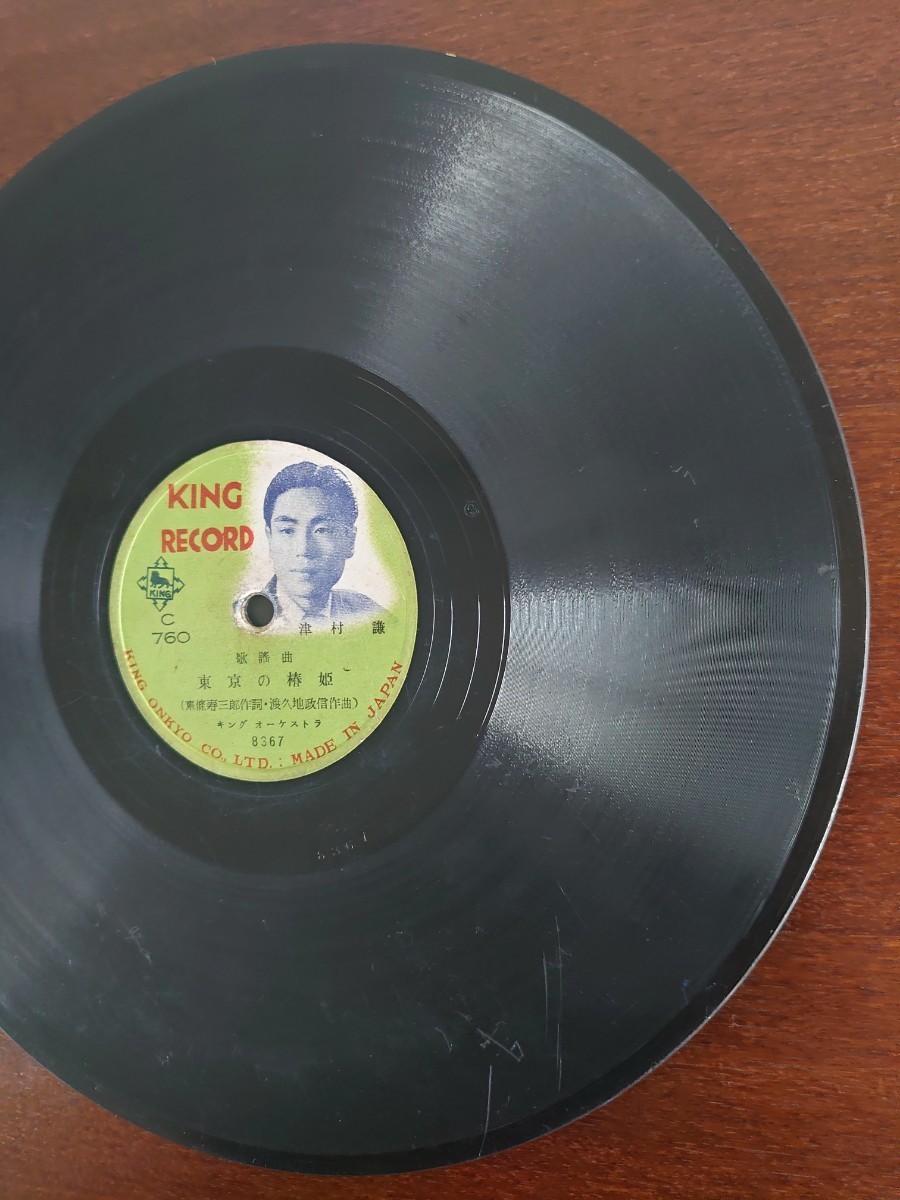 KING
RECORD
KING
C
760
津村 謙
歌謡曲
東京の椿姫
(東條寿三郎作詞・渡久地政信作曲)
キング オーケストラ
8367
KING ONKYO CO., LTD. : MADE IN JAPAN
8367